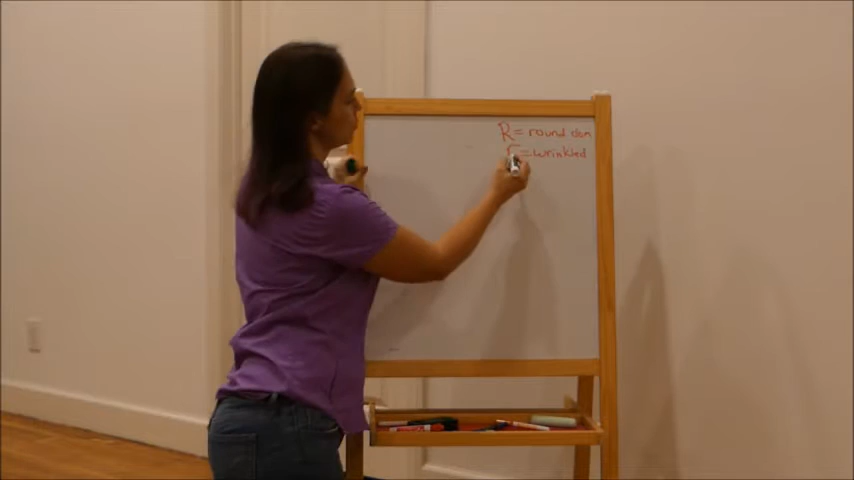 R = round dom
r = wrinkled